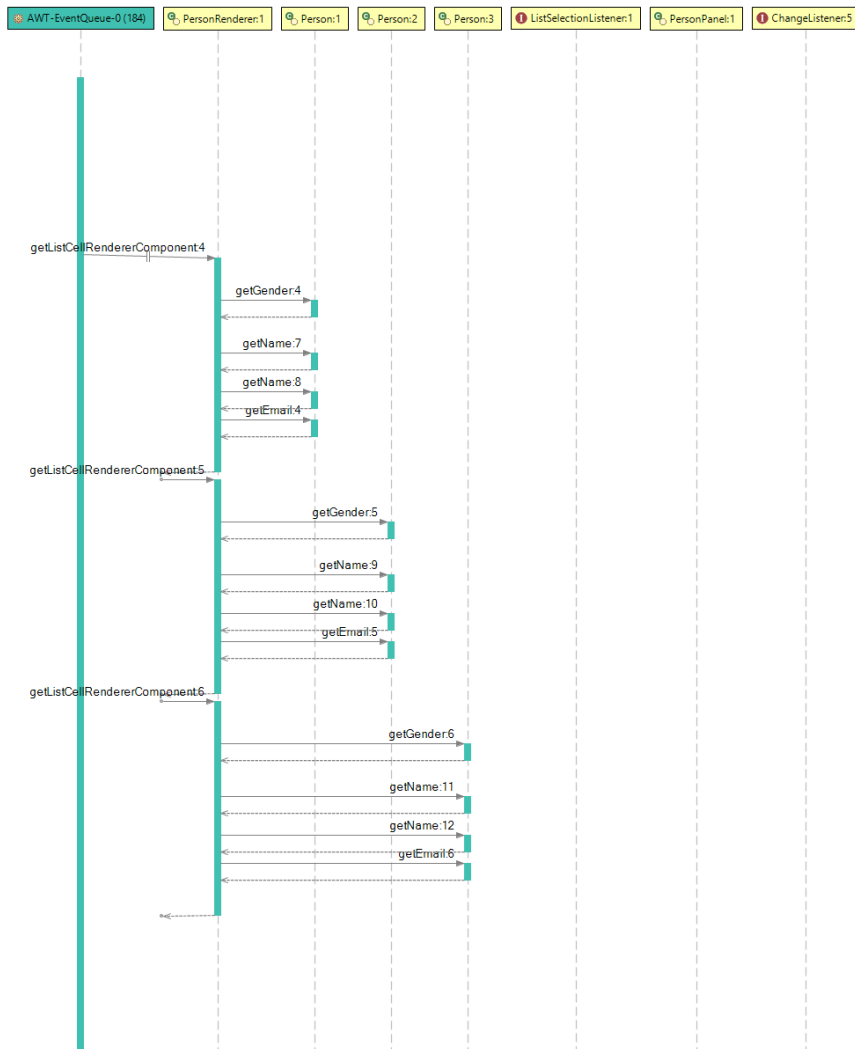 AWT-EventQueue-0 (184)
PersonRenderer:1
Person:1
Person:2
Person:3
ListSelectionListener:1
PersonPanel:1
ChangeListener:5
getListCellRendererComponent:4
getGender:4
getName:7
getName:8
getEmail:4
getListCellRendererComponent:5
getGender:5
getName:9
getName:10
getEmail:5
getListCellRendererComponent:6
getGender:6
getName:11
getName:12
getEmail:6